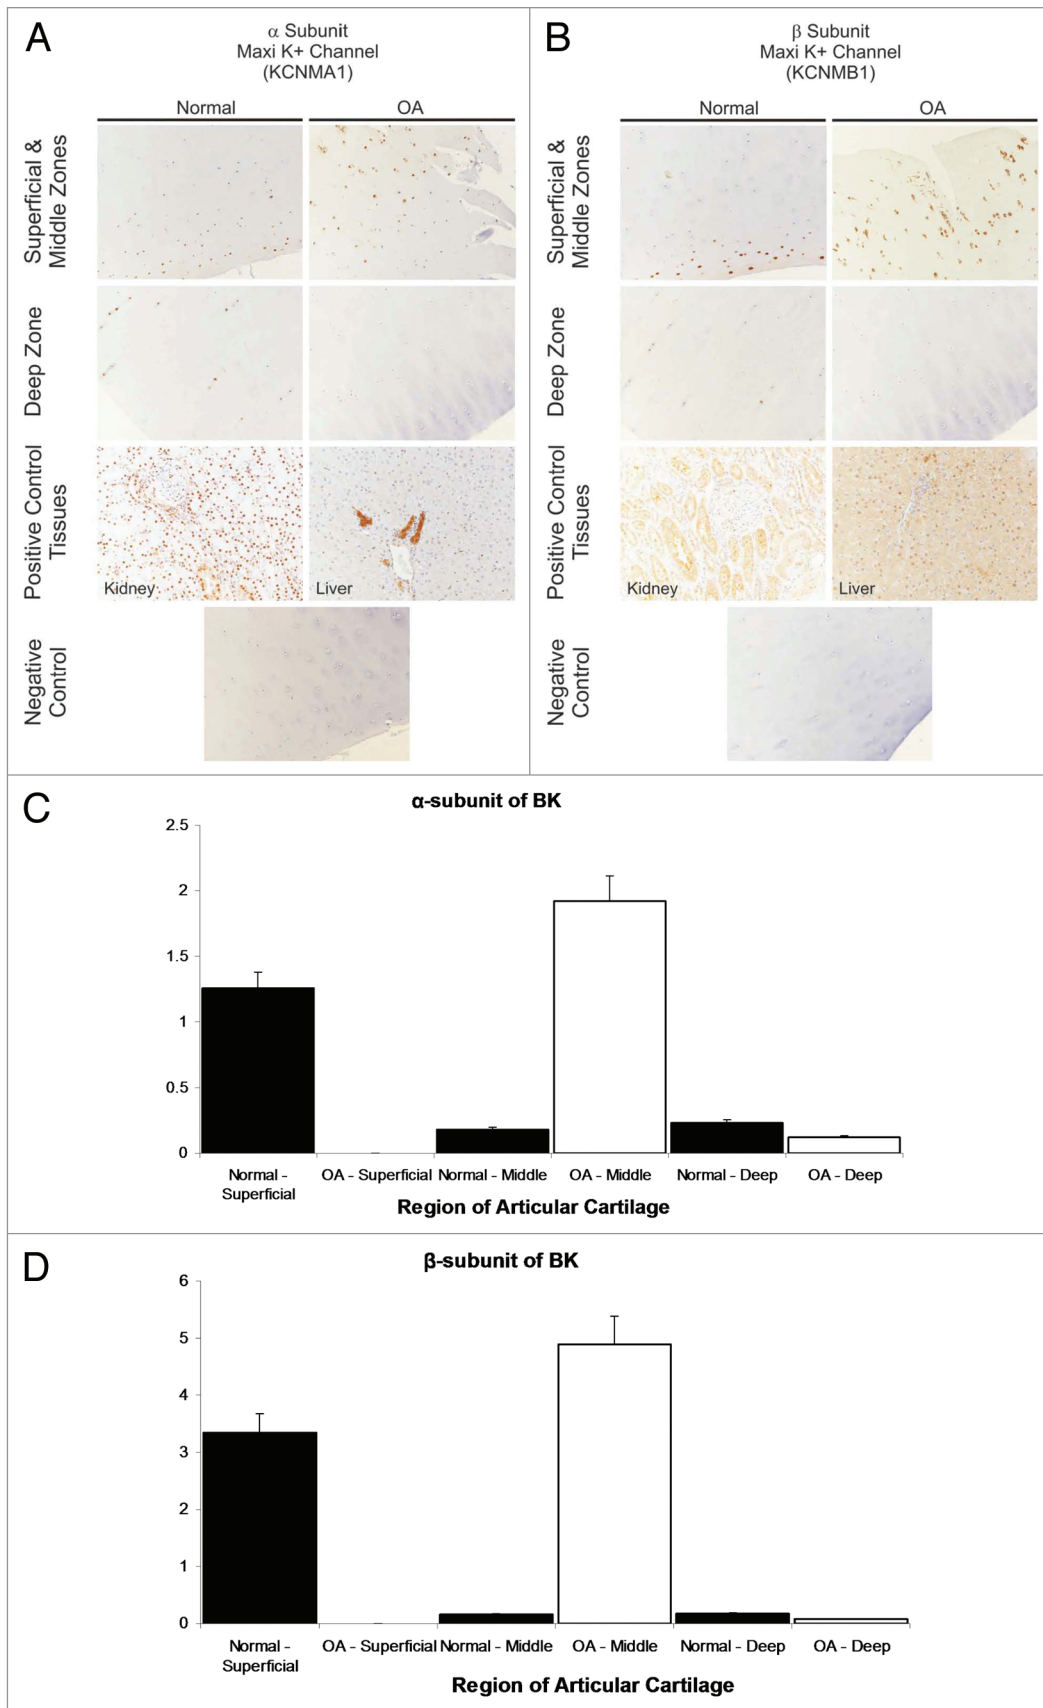 A
α Subunit
Maxi K+ Channel
(KCNMA1)
Normal
OA
Superficial &
Middle Zones
Deep Zone
Positive Control
Tissues
Kidney
Liver
Negative
Control
B
β Subunit
Maxi K+ Channel
(KCNMB1)
Normal
OA
Superficial &
Middle Zones
Deep Zone
Positive Control
Tissues
Kidney
Liver
Negative
Control
C
α-subunit of BK
2.5
2
1.5
1
0.5
0
Normal -
Superficial
OA - Superficial
Normal - Middle
OA - Middle
Normal - Deep
OA - Deep
Region of Articular Cartilage
D
β-subunit of BK
6
5
4
3
2
1
0
Normal -
Superficial
OA - Superficial
Normal - Middle
OA - Middle
Normal - Deep
OA - Deep
Region of Articular Cartilage